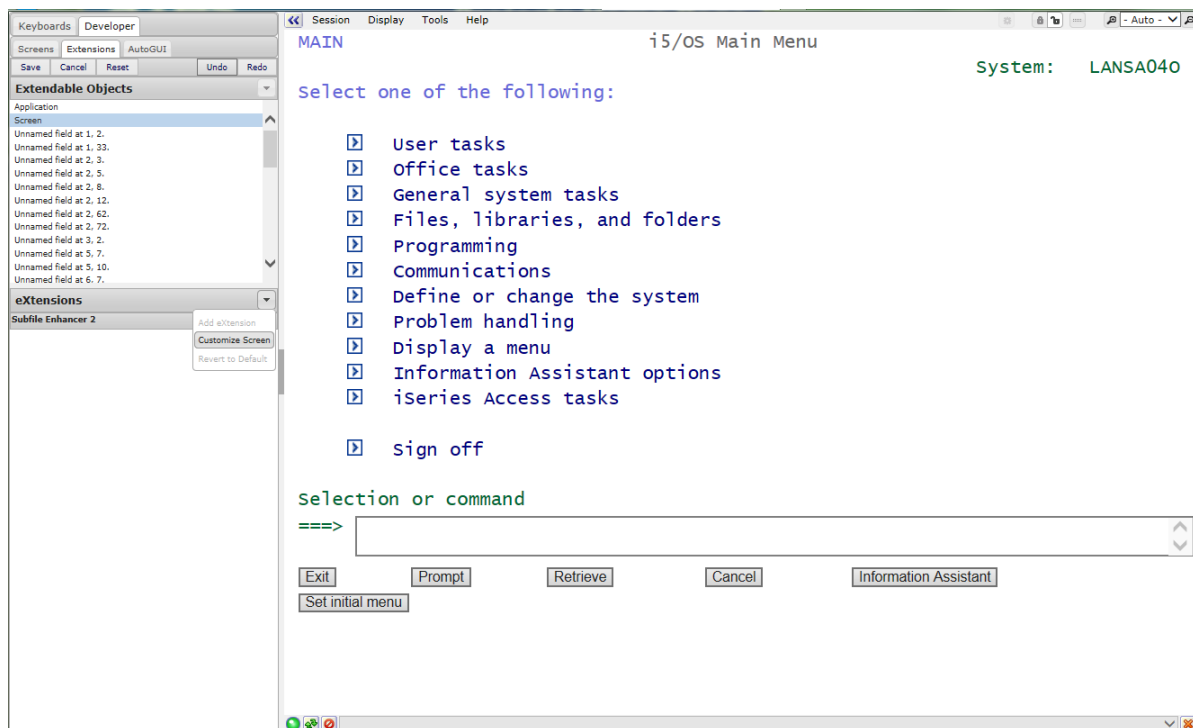 Keyboards Developer
Screens Extensions AutoGUI
Save Cancel Reset Undo Redo
Extendable Objects
Application
Screen
Unnamed field at 1, 2.
Unnamed field at 1, 33.
Unnamed field at 2, 3.
Unnamed field at 2, 5.
Unnamed field at 2, 8.
Unnamed field at 2, 12.
Unnamed field at 2, 62.
Unnamed field at 2, 72.
Unnamed field at 3, 2.
Unnamed field at 5, 7.
Unnamed field at 5, 10.
Unnamed field at 6, 7.
eXtensions
Subfile Enhancer 2
Add eXtension
Customize Screen
Revert to Default
Session Display Tools Help
- Auto -
MAIN i5/OS Main Menu
System: LANSA04O
Select one of the following:
User tasks
Office tasks
General system tasks
Files, libraries, and folders
Programming
Communications
Define or change the system
Problem handling
Display a menu
Information Assistant options
iSeries Access tasks
Sign off
Selection or command
===>
Exit Prompt Retrieve Cancel Information Assistant
Set initial menu